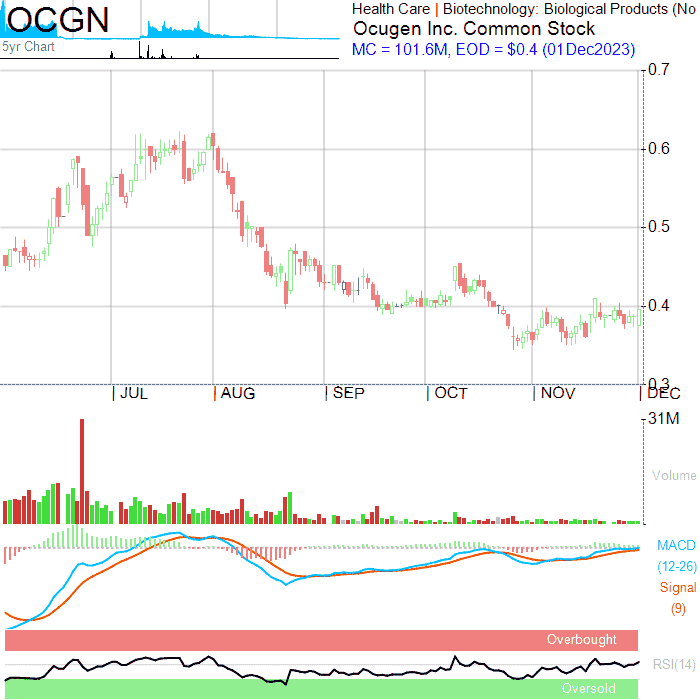 OCGN
5yr Chart
Health Care | Biotechnology: Biological Products (No
Ocugen Inc. Common Stock
MC = 101.6M, EOD = $0.4 (01Dec2023)
0.7
0.6
0.5
0.4
0.3
JUL
AUG
SEP
OCT
NOV
DEC
31M
Volume
MACD
(12-26)
Signal
(9)
Overbought
RSI(14)
Oversold